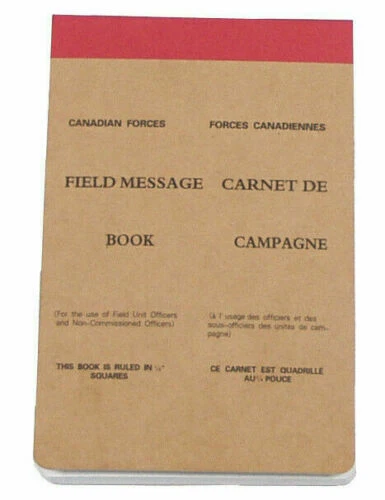 CANADIAN FORCES
FIELD MESSAGE
BOOK
(For the use of Field Unit Officers
and Non-Commissioned Officers)
THIS BOOK IS RULED IN ¼"
SQUARES
FORCES CANADIENNES
CARNET DE
CAMPAGNE
(à l'usage des officiers et des
sous-officiers des unités de cam-
pagne)
CE CARNET EST QUADRILLÉ
AU ¼ POUCE